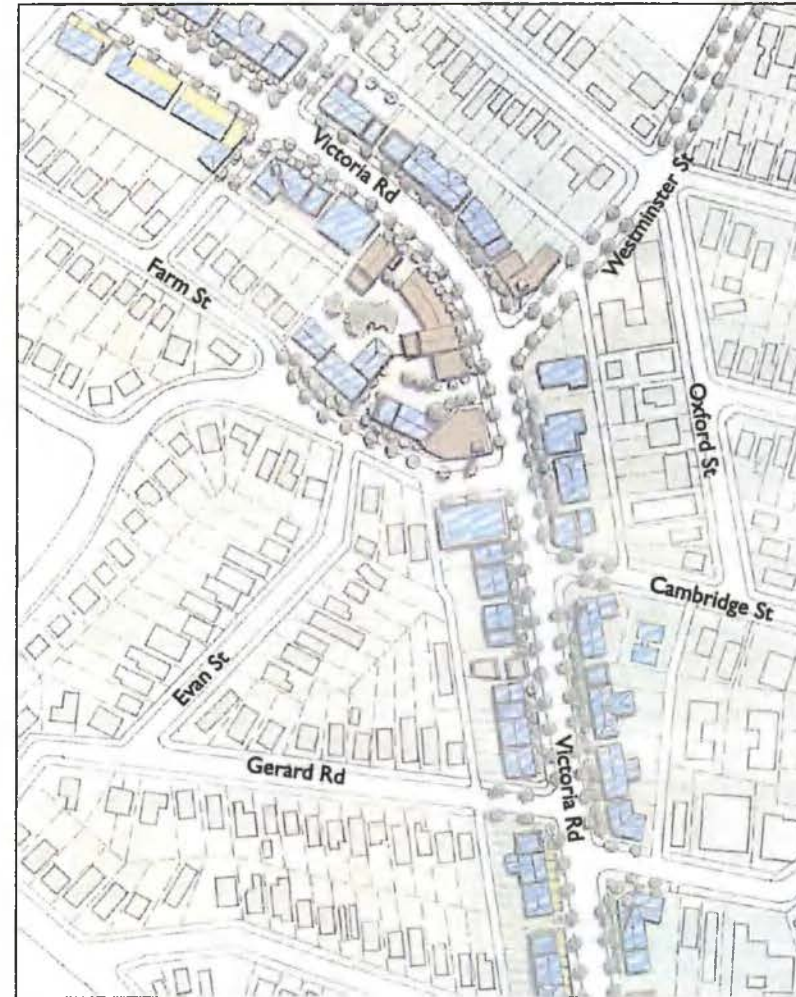 Victoria Rd
Westminster St
Farm St
Oxford St
Cambridge St
Evan St
Victoria Rd
Gerard Rd